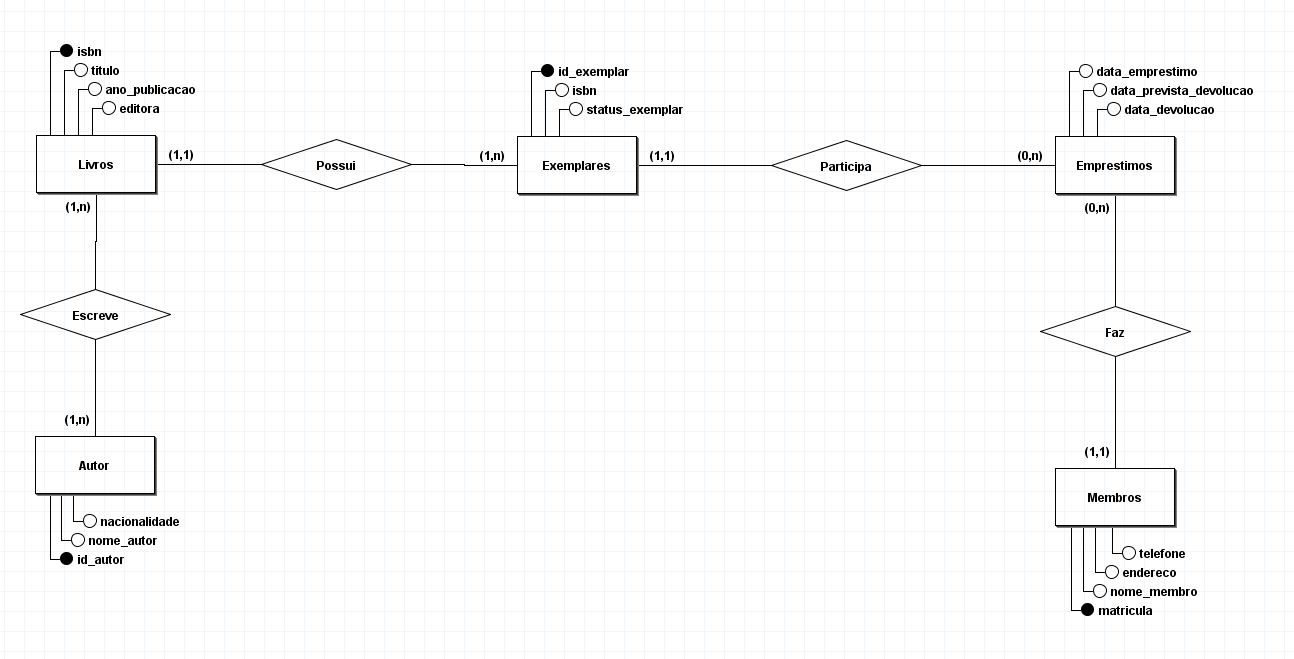 isbn
titulo
ano_publicacao
editora
Livros
(1,1)
Possui
(1,n)
id_exemplar
isbn
status_exemplar
Exemplares
(1,1)
Participa
(0,n)
data_emprestimo
data_prevista_devolucao
data_devolucao
Emprestimos
(1,n)
Escreve
(1,n)
Autor
nacionalidade
nome_autor
id_autor
(0,n)
Faz
(1,1)
Membros
telefone
endereco
nome_membro
matricula